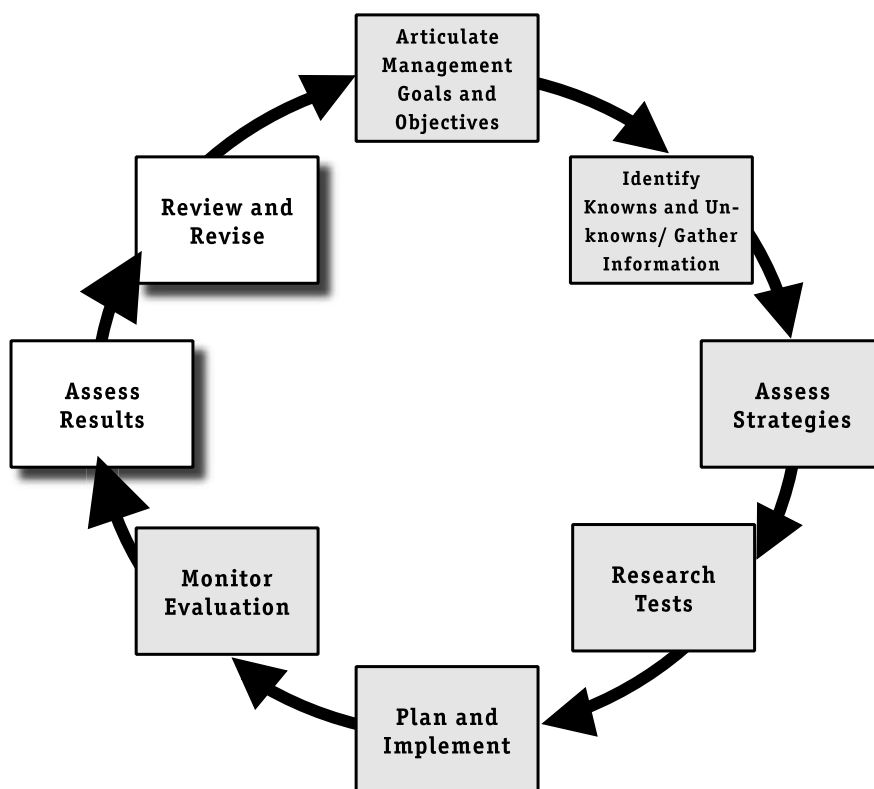 Articulate
Management
Goals and
Objectives
Identify
Knowns and Un-
knowns/ Gather
Information
Assess
Strategies
Research
Tests
Plan and
Implement
Monitor
Evaluation
Assess
Results
Review and
Revise